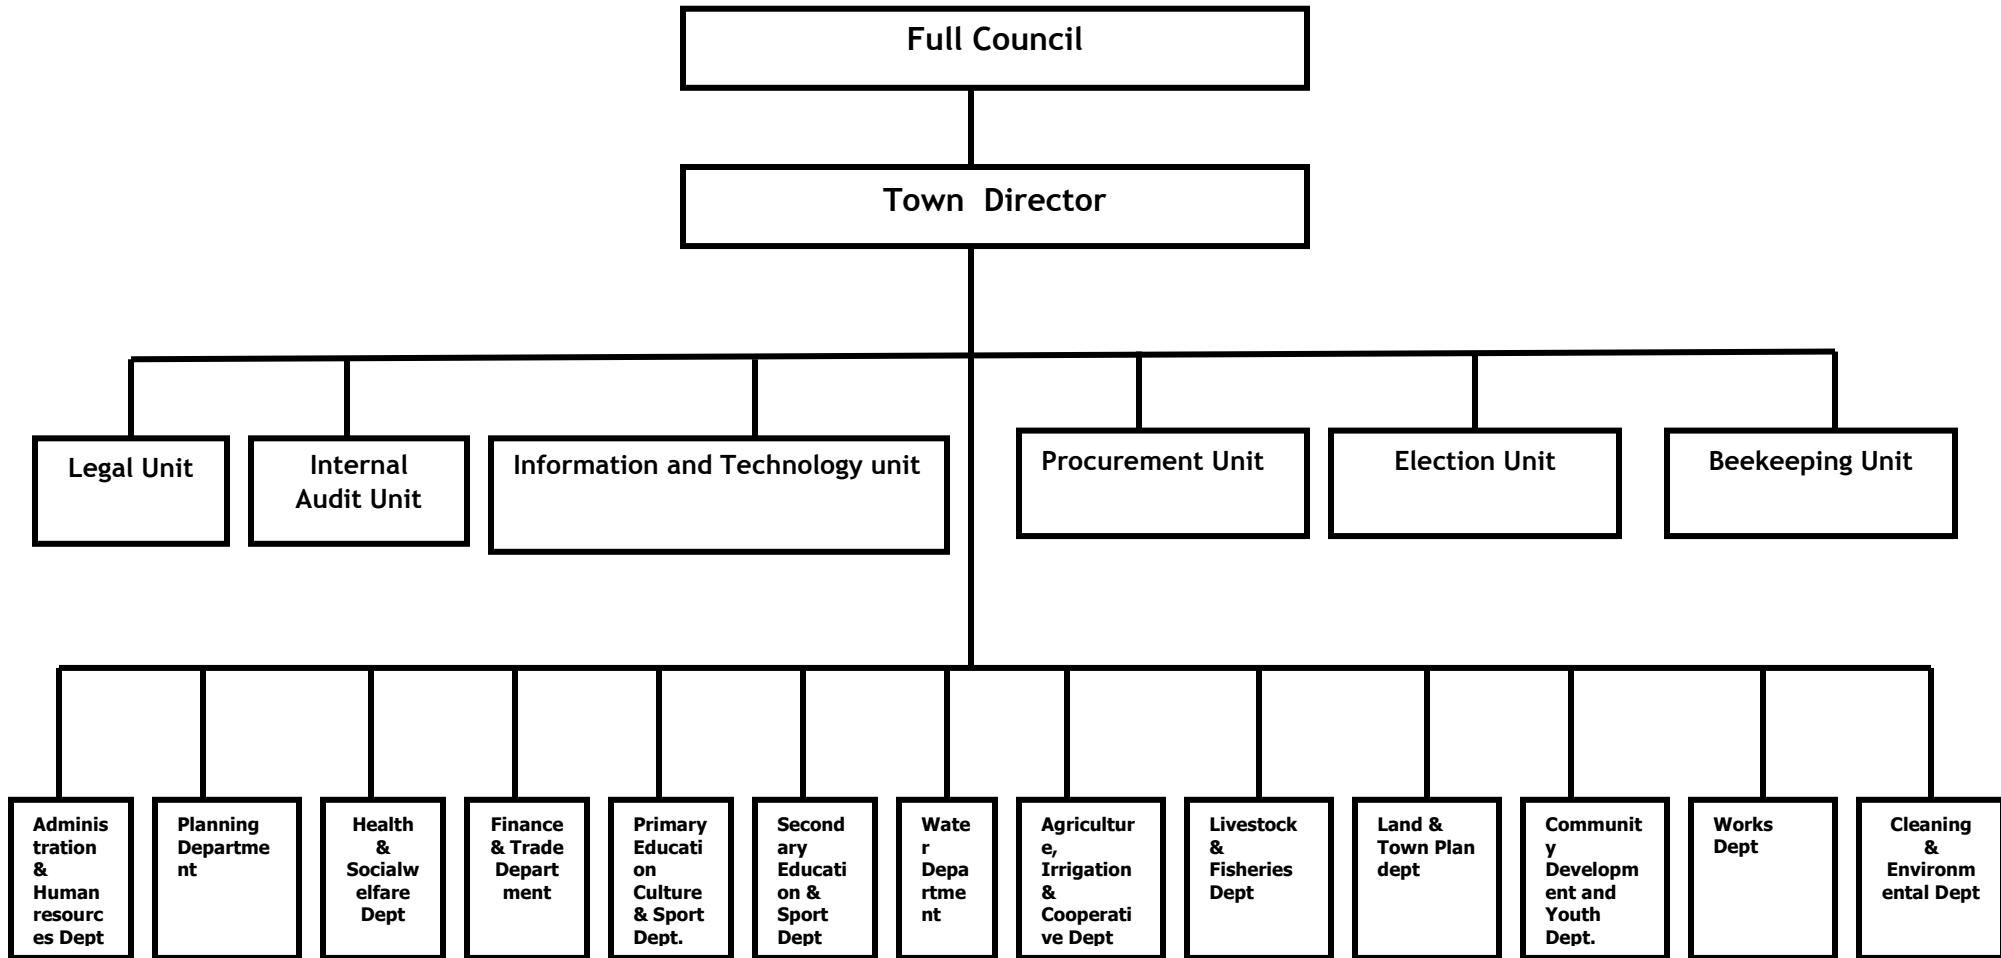 Full Council
Town Director
Legal Unit
Internal
Audit Unit
Information and Technology unit
Procurement Unit
Election Unit
Beekeeping Unit
Adminis
tration
&
Human
resourc
es Dept
Planning
Departme
nt
Health
&
Socialw
elfare
Dept
Finance
& Trade
Depart
ment
Primary
Educati
on
Culture
& Sport
Dept.
Second
ary
Educati
on &
Sport
Dept
Wate
r
Depa
rtme
nt
Agricultur
e,
Irrigation
&
Cooperati
ve Dept
Livestock
&
Fisheries
Dept
Land &
Town Plan
dept
Communit
y
Developm
ent and
Youth
Dept.
Works
Dept
Cleaning
&
Environm
ental Dept